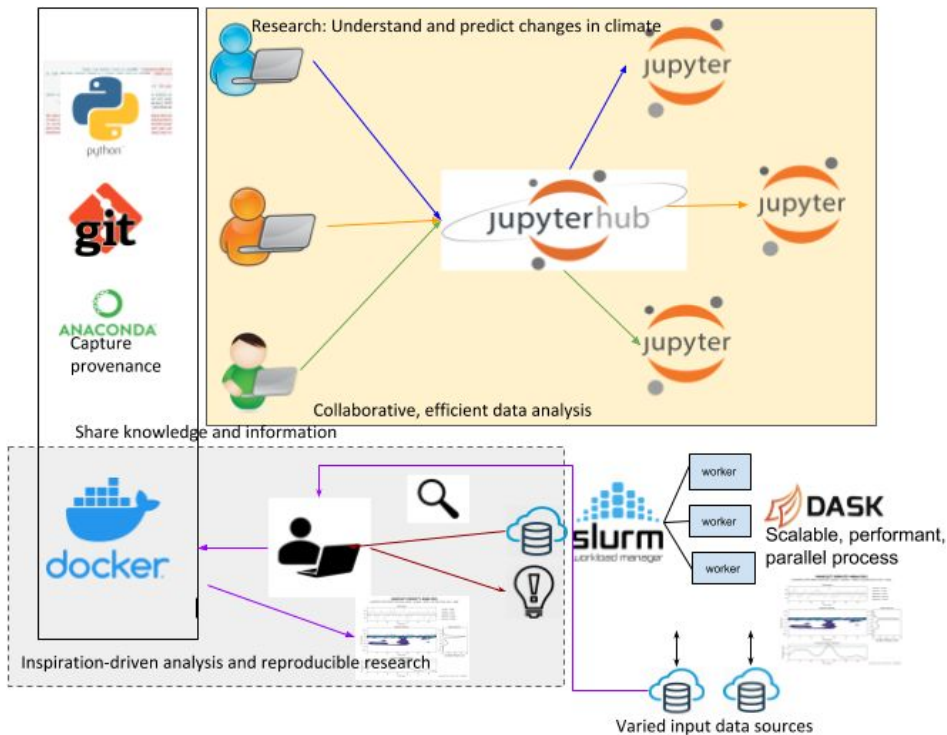 Research: Understand and predict changes in climate
jupyter
python
git
jupyterhub
jupyter
ANACONDA
Capture
provenance
jupyter
Collaborative, efficient data analysis
Share knowledge and information
docker
slurm
workload manager
worker
worker
worker
DASK
Scalable, performant,
parallel process
Inspiration-driven analysis and reproducible research
Varied input data sources